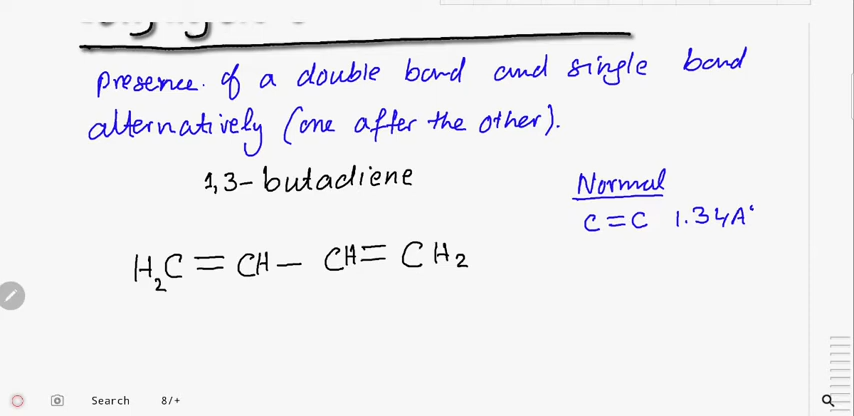 presence of a double bond and single bond
alternatively (one after the other).
1,3-butadiene
Normal
C=C 1.34A°
H₂C=CH-CH=CH₂
Search 8/+